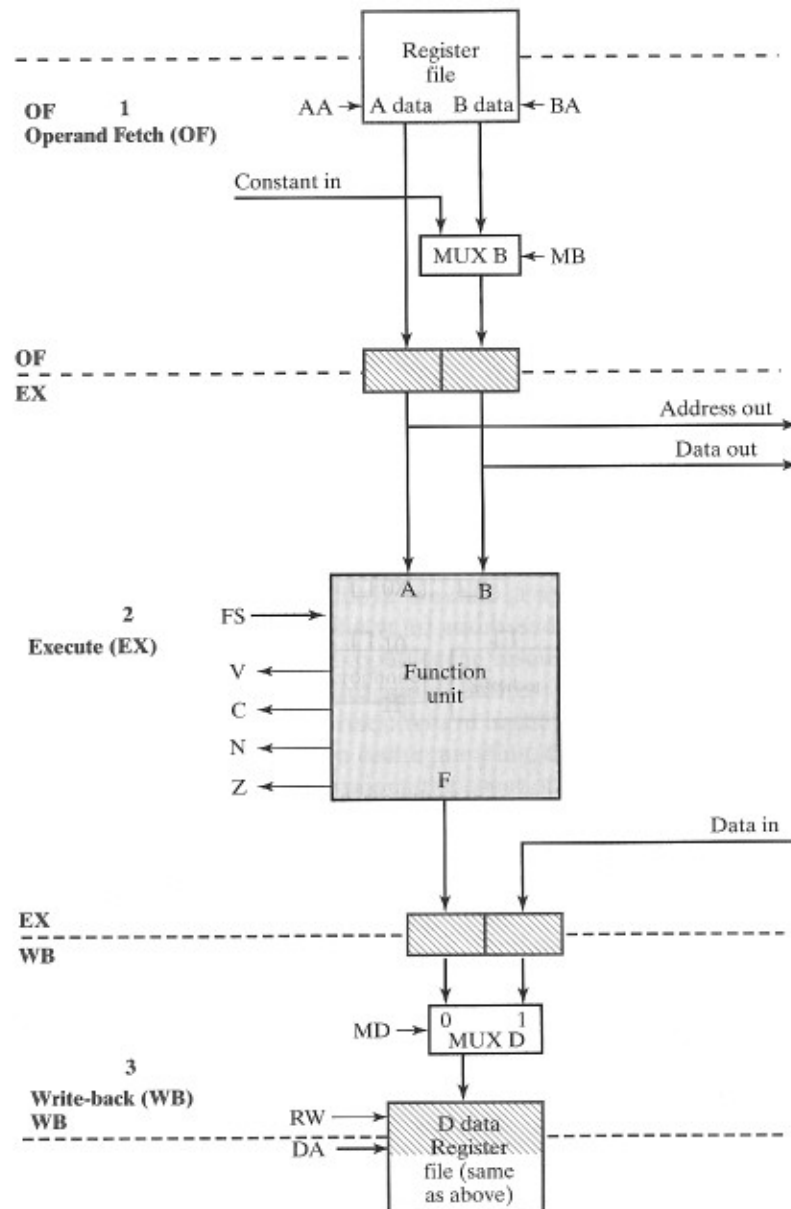 Register
file
AA
A data
B data
BA
OF
1
Operand Fetch (OF)
Constant in
MUX B
MB
OF
EX
Address out
Data out
A
B
2
FS
Execute (EX)
V
Function
unit
C
N
F
Z
Data in
EX
WB
0
1
MD
MUX D
3
Write-back (WB)
WB
RW
D data
DA
Register
file (same
as above)